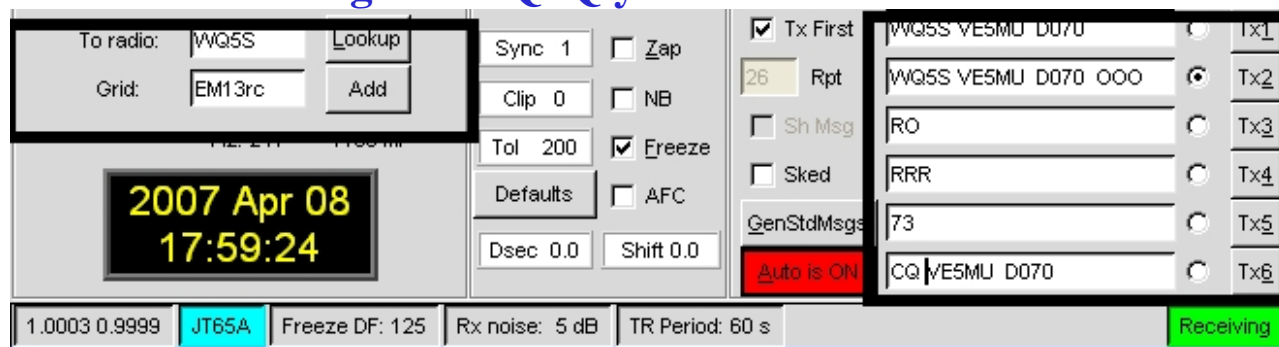 To radio: WQ5S Lookup
Grid: EM13rc Add
2007 Apr 08
17:59:24
Sync 1 Zap
Clip 0 NB
Tol 200 Freeze
Defaults AFC
Dsec 0.0 Shift 0.0
Tx First
26 Rpt
Sh Msg
Sked
GenStdMsgs
Auto is ON
WQ5S VE5MU D070 Tx1
WQ5S VE5MU D070 OOO Tx2
RO Tx3
RRR Tx4
73 Tx5
CQ VE5MU D070 Tx6
1.0003 0.9999 JT65A Freeze DF: 125 Rx noise: 5 dB TR Period: 60 s Receiving